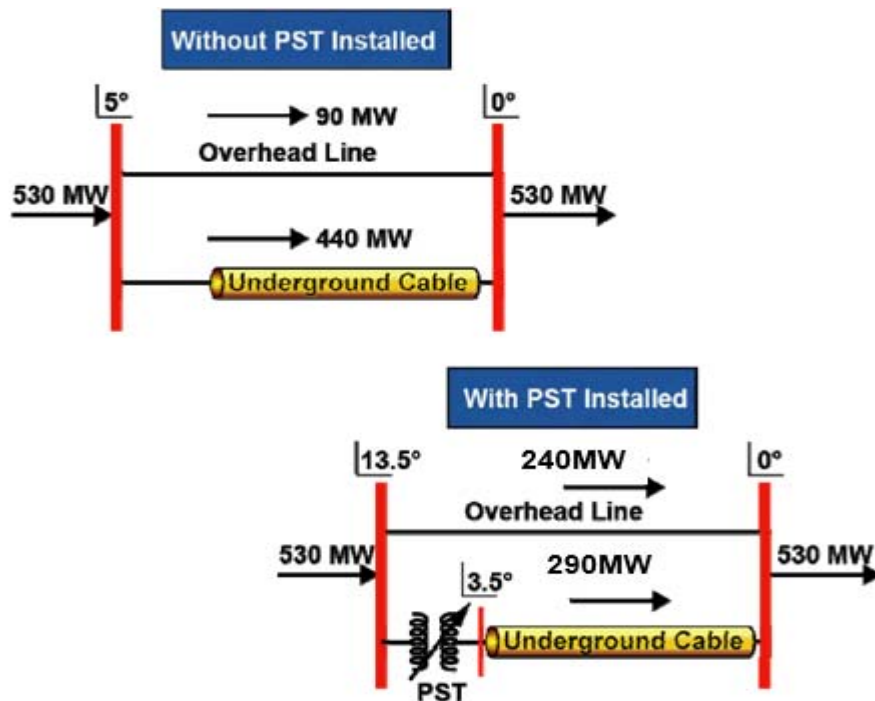 Without PST Installed
5° 0°
90 MW
Overhead Line
530 MW 530 MW
440 MW
Underground Cable
With PST Installed
13.5° 240MW 0°
Overhead Line
530 MW 290MW 530 MW
3.5°
Underground Cable
PST